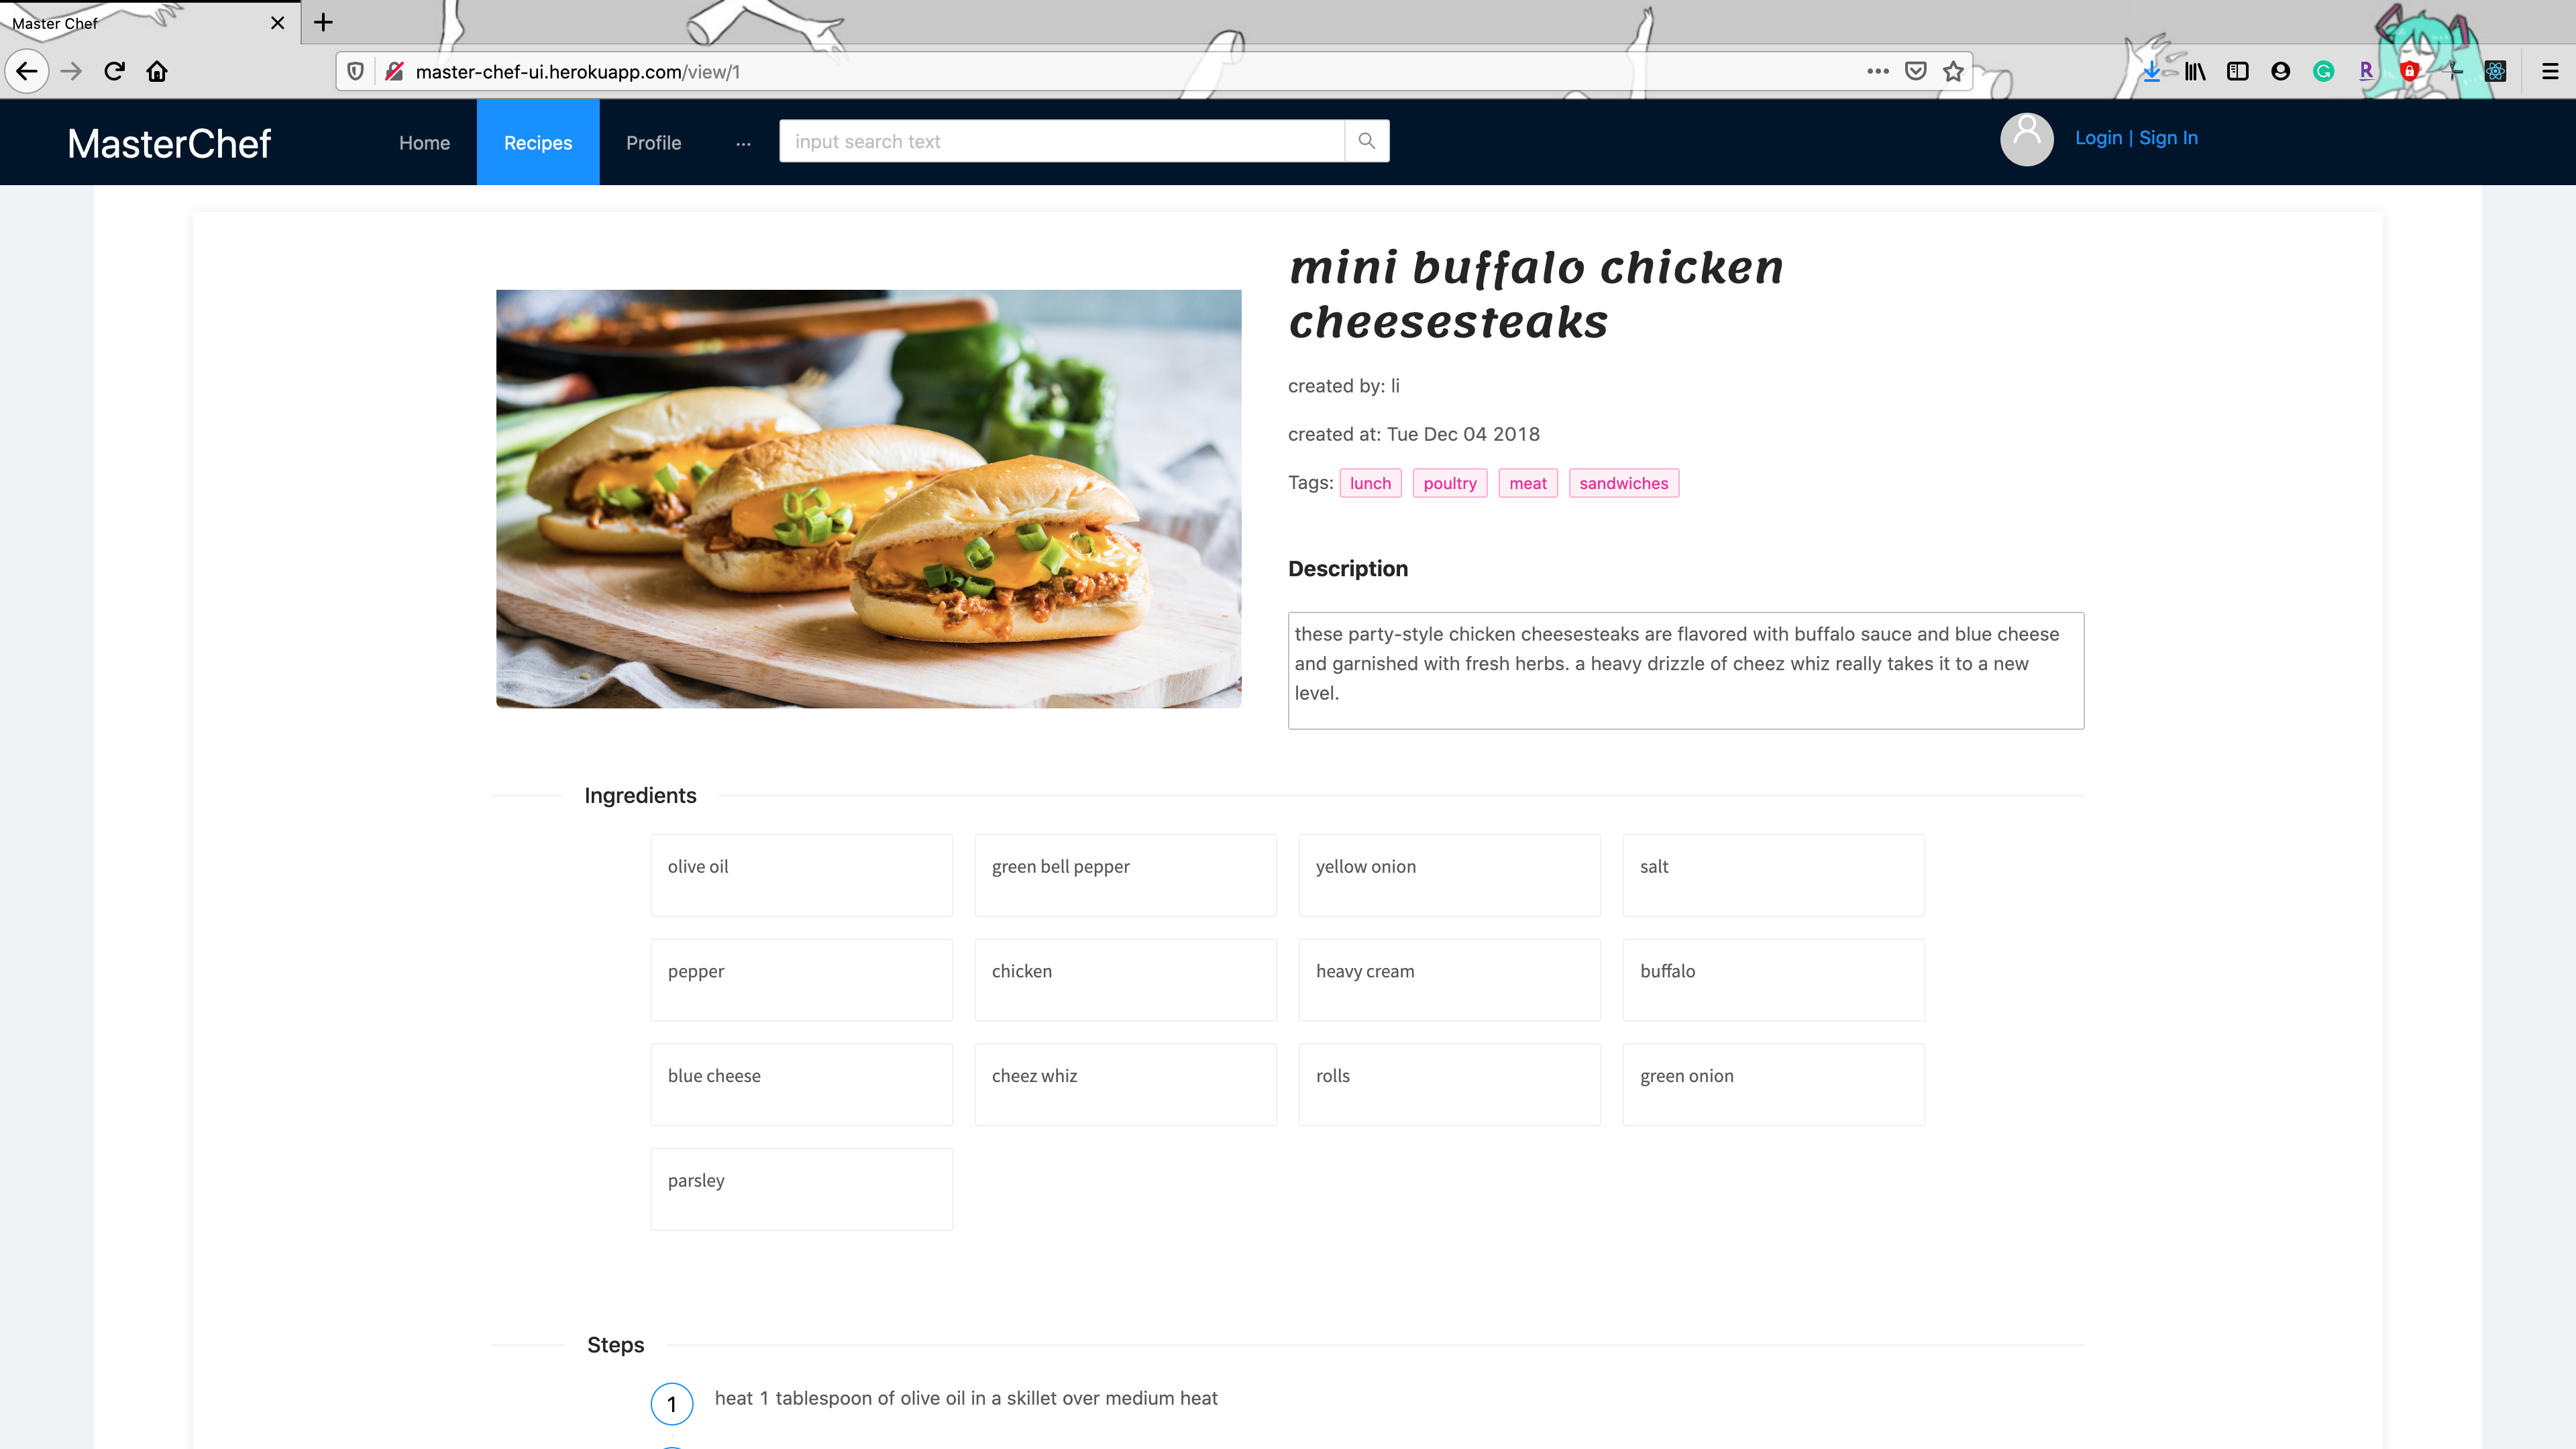 Master Chef
master-chef-ui.herokuapp.com/view/1
MasterChef
Home
Recipes
Profile
···
input search text
Login | Sign In
mini buffalo chicken
cheesesteaks
created by: li
created at: Tue Dec 04 2018
Tags: lunch poultry meat sandwiches
Description
these party-style chicken cheesesteaks are flavored with buffalo sauce and blue cheese
and garnished with fresh herbs. a heavy drizzle of cheez whiz really takes it to a new
level.
Ingredients
olive oil
green bell pepper
yellow onion
salt
pepper
chicken
heavy cream
buffalo
blue cheese
cheez whiz
rolls
green onion
parsley
Steps
1 heat 1 tablespoon of olive oil in a skillet over medium heat